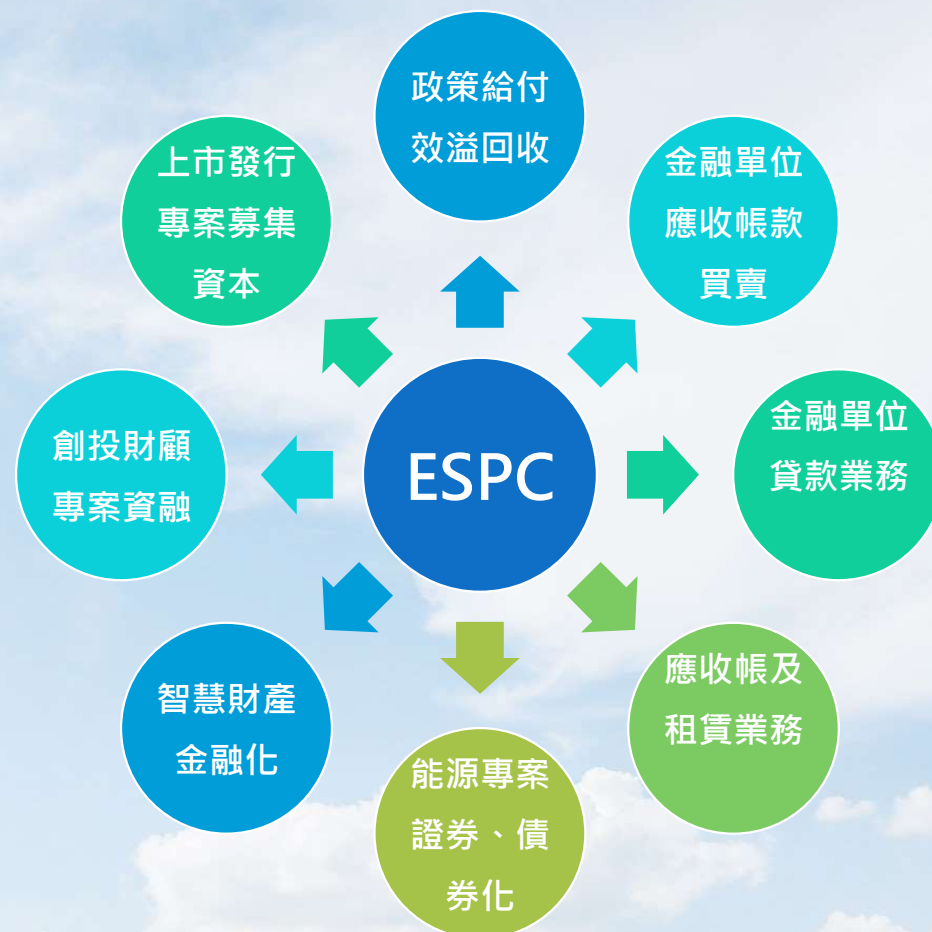 政策給付
效溢回收
金融單位
應收帳款
買賣
金融單位
貸款業務
應收帳及
租賃業務
能源專案
證券、債
券化
智慧財產
金融化
創投財顧
專案資融
上市發行
專案募集
資本
ESPC